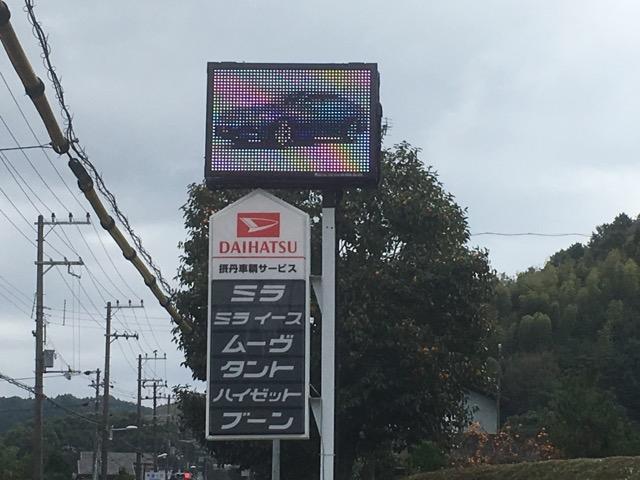 DAIHATSU
摂丹車輌サービス
ミラ
ミライース
ムーヴ
タント
ハイゼット
ブーン